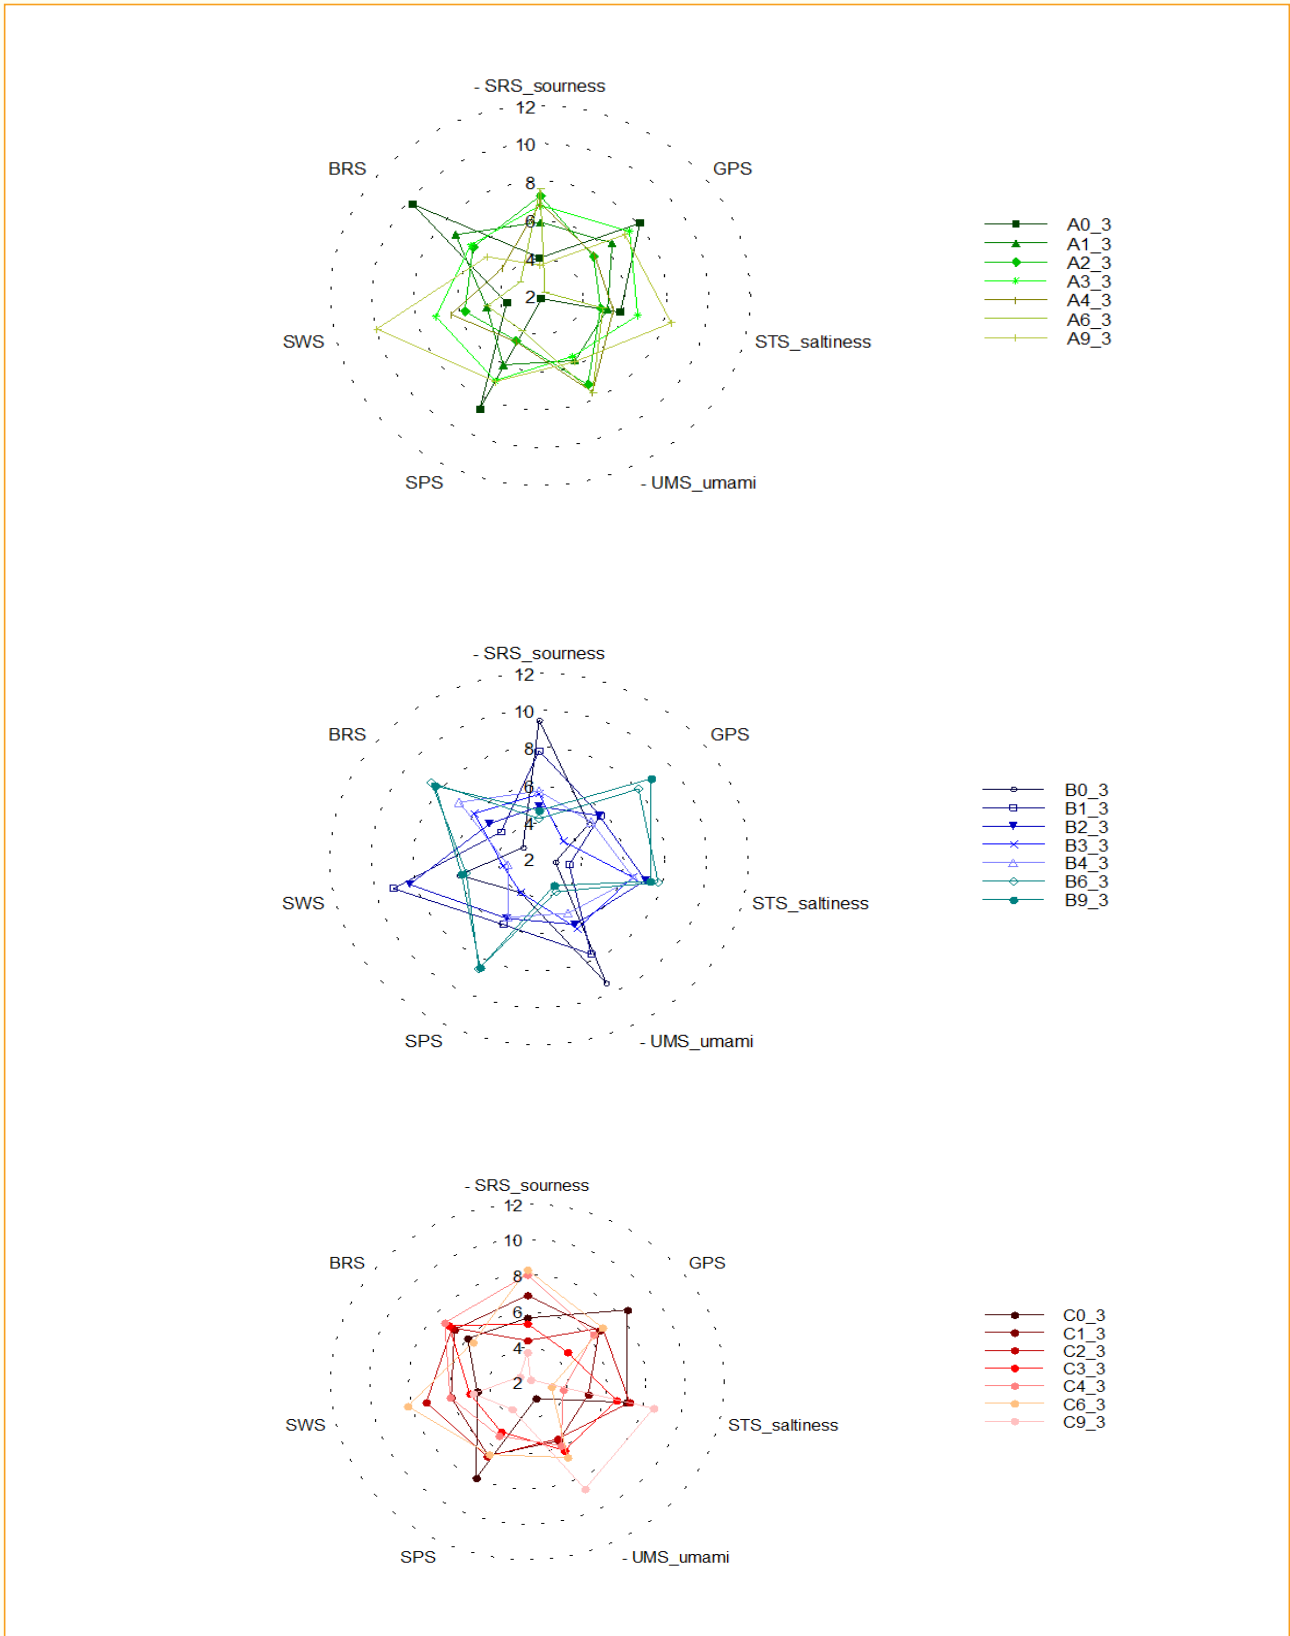 - SRS_sourness
12
BRS
GPS
10
8
6
4
2
SWS
STS_saltiness
SPS
- UMS_umami
A0_3
A1_3
A2_3
A3_3
A4_3
A6_3
A9_3
- SRS_sourness
12
BRS
GPS
10
8
6
4
2
SWS
STS_saltiness
SPS
- UMS_umami
B0_3
B1_3
B2_3
B3_3
B4_3
B6_3
B9_3
- SRS_sourness
12
BRS
GPS
10
8
6
4
2
SWS
STS_saltiness
SPS
- UMS_umami
C0_3
C1_3
C2_3
C3_3
C4_3
C6_3
C9_3